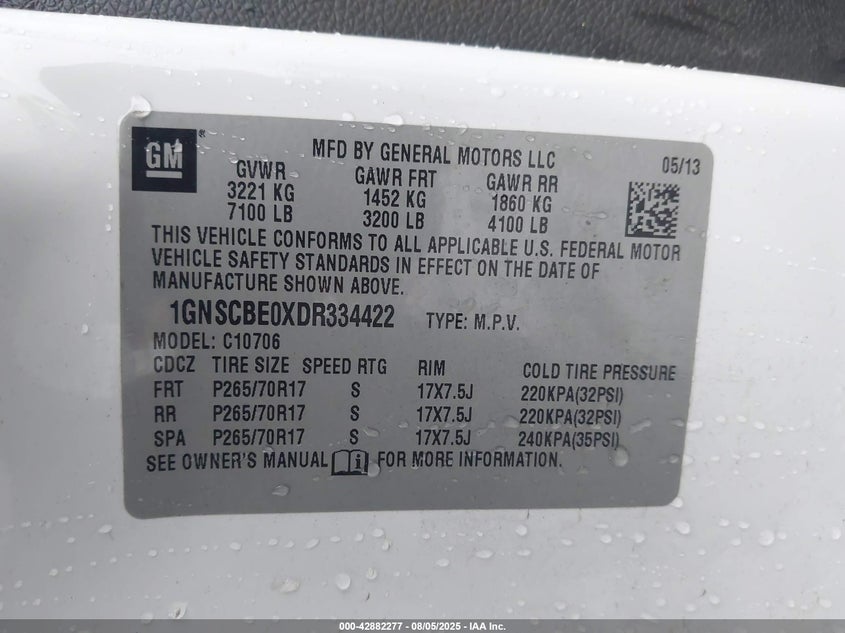 GM ®
MFD BY GENERAL MOTORS LLC 05/13
GVWR GAWR FRT GAWR RR
3221 KG 1452 KG 1860 KG
7100 LB 3200 LB 4100 LB
THIS VEHICLE CONFORMS TO ALL APPLICABLE U.S. FEDERAL MOTOR
VEHICLE SAFETY STANDARDS IN EFFECT ON THE DATE OF
MANUFACTURE SHOWN ABOVE.
1GNSCBE0XDR334422 TYPE: M.P.V.
MODEL: C10706
CDCZ TIRE SIZE SPEED RTG RIM COLD TIRE PRESSURE
FRT P265/70R17 S 17X7.5J 220KPA(32PSI)
RR P265/70R17 S 17X7.5J 220KPA(32PSI)
SPA P265/70R17 S 17X7.5J 240KPA(35PSI)
SEE OWNER'S MANUAL i FOR MORE INFORMATION.
000-42882277 - 08/05/2025 - IAA Inc.